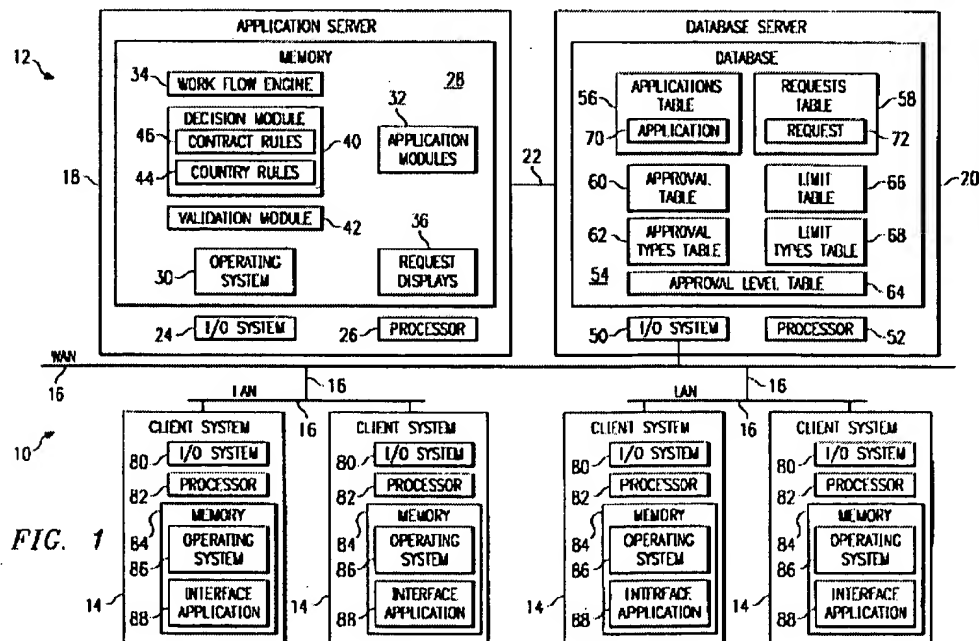 APPLICATION SERVER
DATABASE SERVER
12
MEMORY
DATABASE
34
WORK FLOW ENGINE
28
56
APPLICATIONS TABLE
REQUESTS TABLE
58
DECISION MODULE
32
46
CONTRACT RULES
40
APPLICATION MODULES
70
APPLICATION
REQUEST
72
44
COUNTRY RULES
18
22
20
60
APPROVAL TABLE
LIMIT TABLE
66
VALIDATION MODULE
42
36
62
APPROVAL TYPES TABLE
LIMIT TYPES TABLE
68
30
OPERATING SYSTEM
REQUEST DISPLAYS
54
APPROVAL LEVEL TABLE
64
24
I/O SYSTEM
26
PROCESSOR
50
I/O SYSTEM
PROCESSOR
52
WAN
16
16
16
LAN
16
LAN
16
10
CLIENT SYSTEM
CLIENT SYSTEM
CLIENT SYSTEM
CLIENT SYSTEM
80
I/O SYSTEM
80
I/O SYSTEM
80
I/O SYSTEM
80
I/O SYSTEM
82
PROCESSOR
82
PROCESSOR
82
PROCESSOR
82
PROCESSOR
84
MEMORY
84
MEMORY
84
MEMORY
84
MEMORY
FIG. 1
86
OPERATING SYSTEM
86
OPERATING SYSTEM
86
OPERATING SYSTEM
86
OPERATING SYSTEM
14
88
INTERFACE APPLICATION
14
88
INTERFACE APPLICATION
14
88
INTERFACE APPLICATION
14
88
INTERFACE APPLICATION